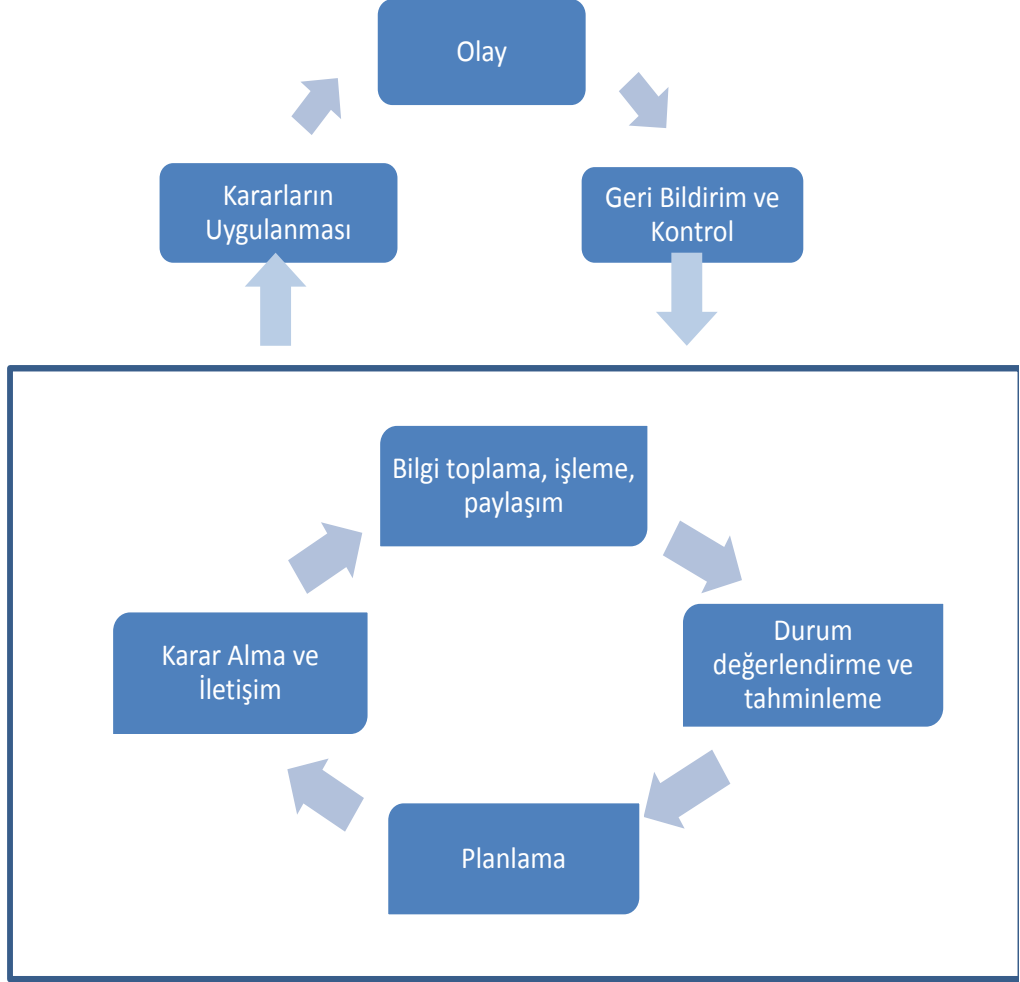 Olay
Kararların
Uygulanması
Geri Bildirim ve
Kontrol
Bilgi toplama, işleme,
paylaşım
Karar Alma ve
İletişim
Durum
değerlendirme ve
tahminleme
Planlama